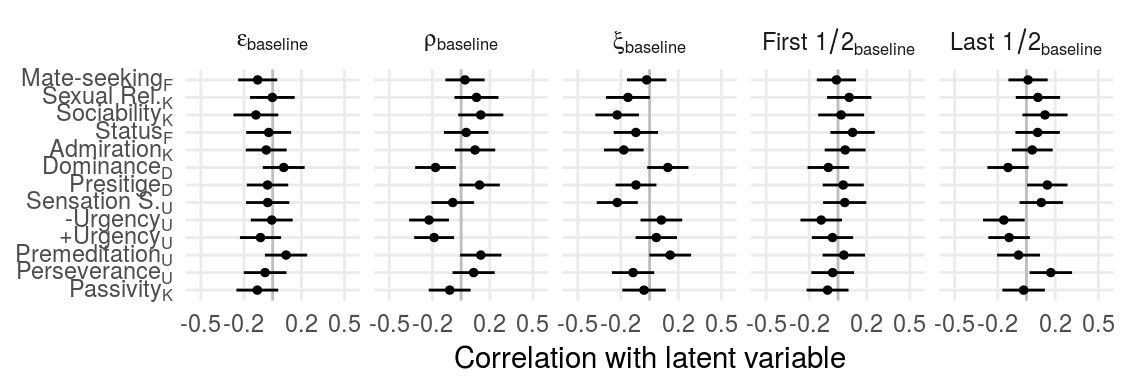 εbaseline ρbaseline ξbaseline First 1/2baseline Last 1/2baseline
Mate-seekingF
Sexual Rel.K
SociabilityK
StatusF
AdmirationK
DominanceD
PrestigeD
Sensation S.U
-UrgencyU
+UrgencyU
PremeditationU
PerseveranceU
PassivityK
-0.5 -0.2 0.2 0.5 -0.5 -0.2 0.2 0.5 -0.5 -0.2 0.2 0.5 -0.5 -0.2 0.2 0.5 -0.5 -0.2 0.2 0.5
Correlation with latent variable